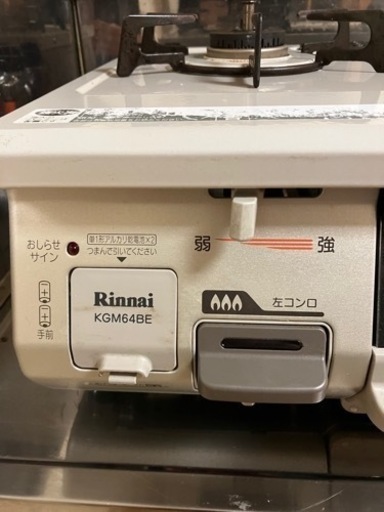 単1形アルカリ乾電池×2
つまんで引いてください
おしらせ
サイン
弱
強
Rinnai
KGM64BE
手前
左コンロ